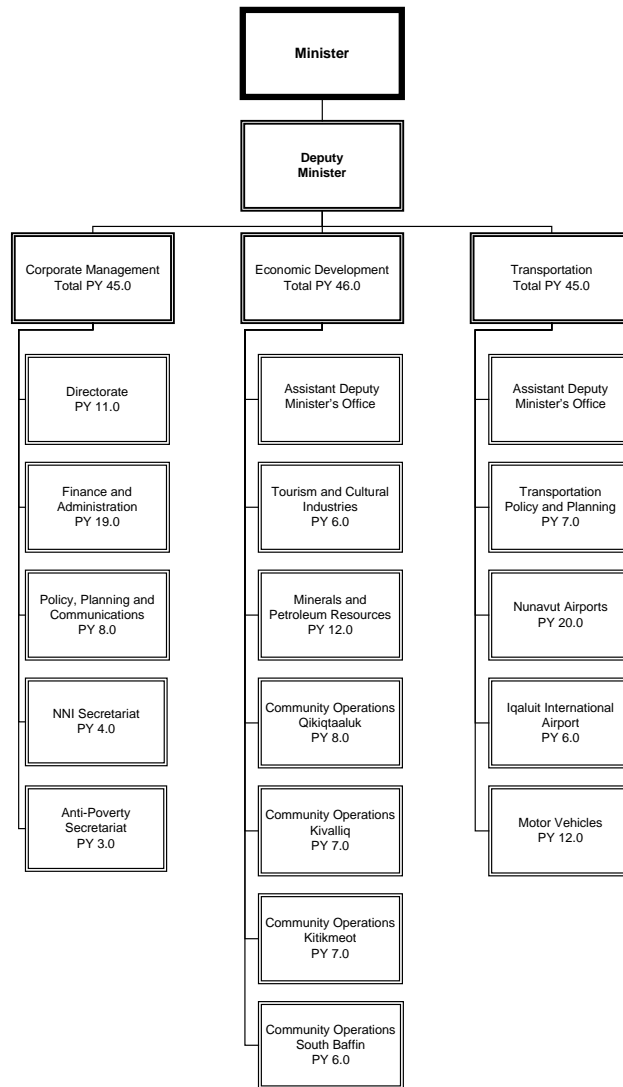 Minister
Deputy
Minister
Corporate Management
Total PY 45.0
Economic Development
Total PY 46.0
Transportation
Total PY 45.0
Directorate
PY 11.0
Finance and
Administration
PY 19.0
Policy, Planning and
Communications
PY 8.0
NNI Secretariat
PY 4.0
Anti-Poverty
Secretariat
PY 3.0
Assistant Deputy
Minister's Office
Tourism and Cultural
Industries
PY 6.0
Minerals and
Petroleum Resources
PY 12.0
Community Operations
Qikiqtaaluk
PY 8.0
Community Operations
Kivalliq
PY 7.0
Community Operations
Kitikmeot
PY 7.0
Community Operations
South Baffin
PY 6.0
Assistant Deputy
Minister's Office
Transportation
Policy and Planning
PY 7.0
Nunavut Airports
PY 20.0
Iqaluit International
Airport
PY 6.0
Motor Vehicles
PY 12.0